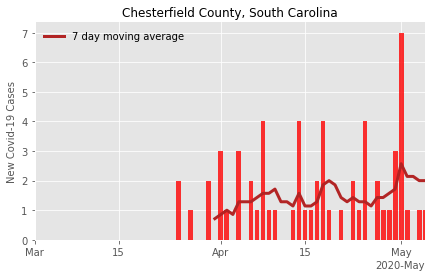 Chesterfield County, South Carolina
7 day moving average
New Covid-19 Cases
7
6
5
4
3
2
1
0
Mar
15
Apr
15
May
2020-May